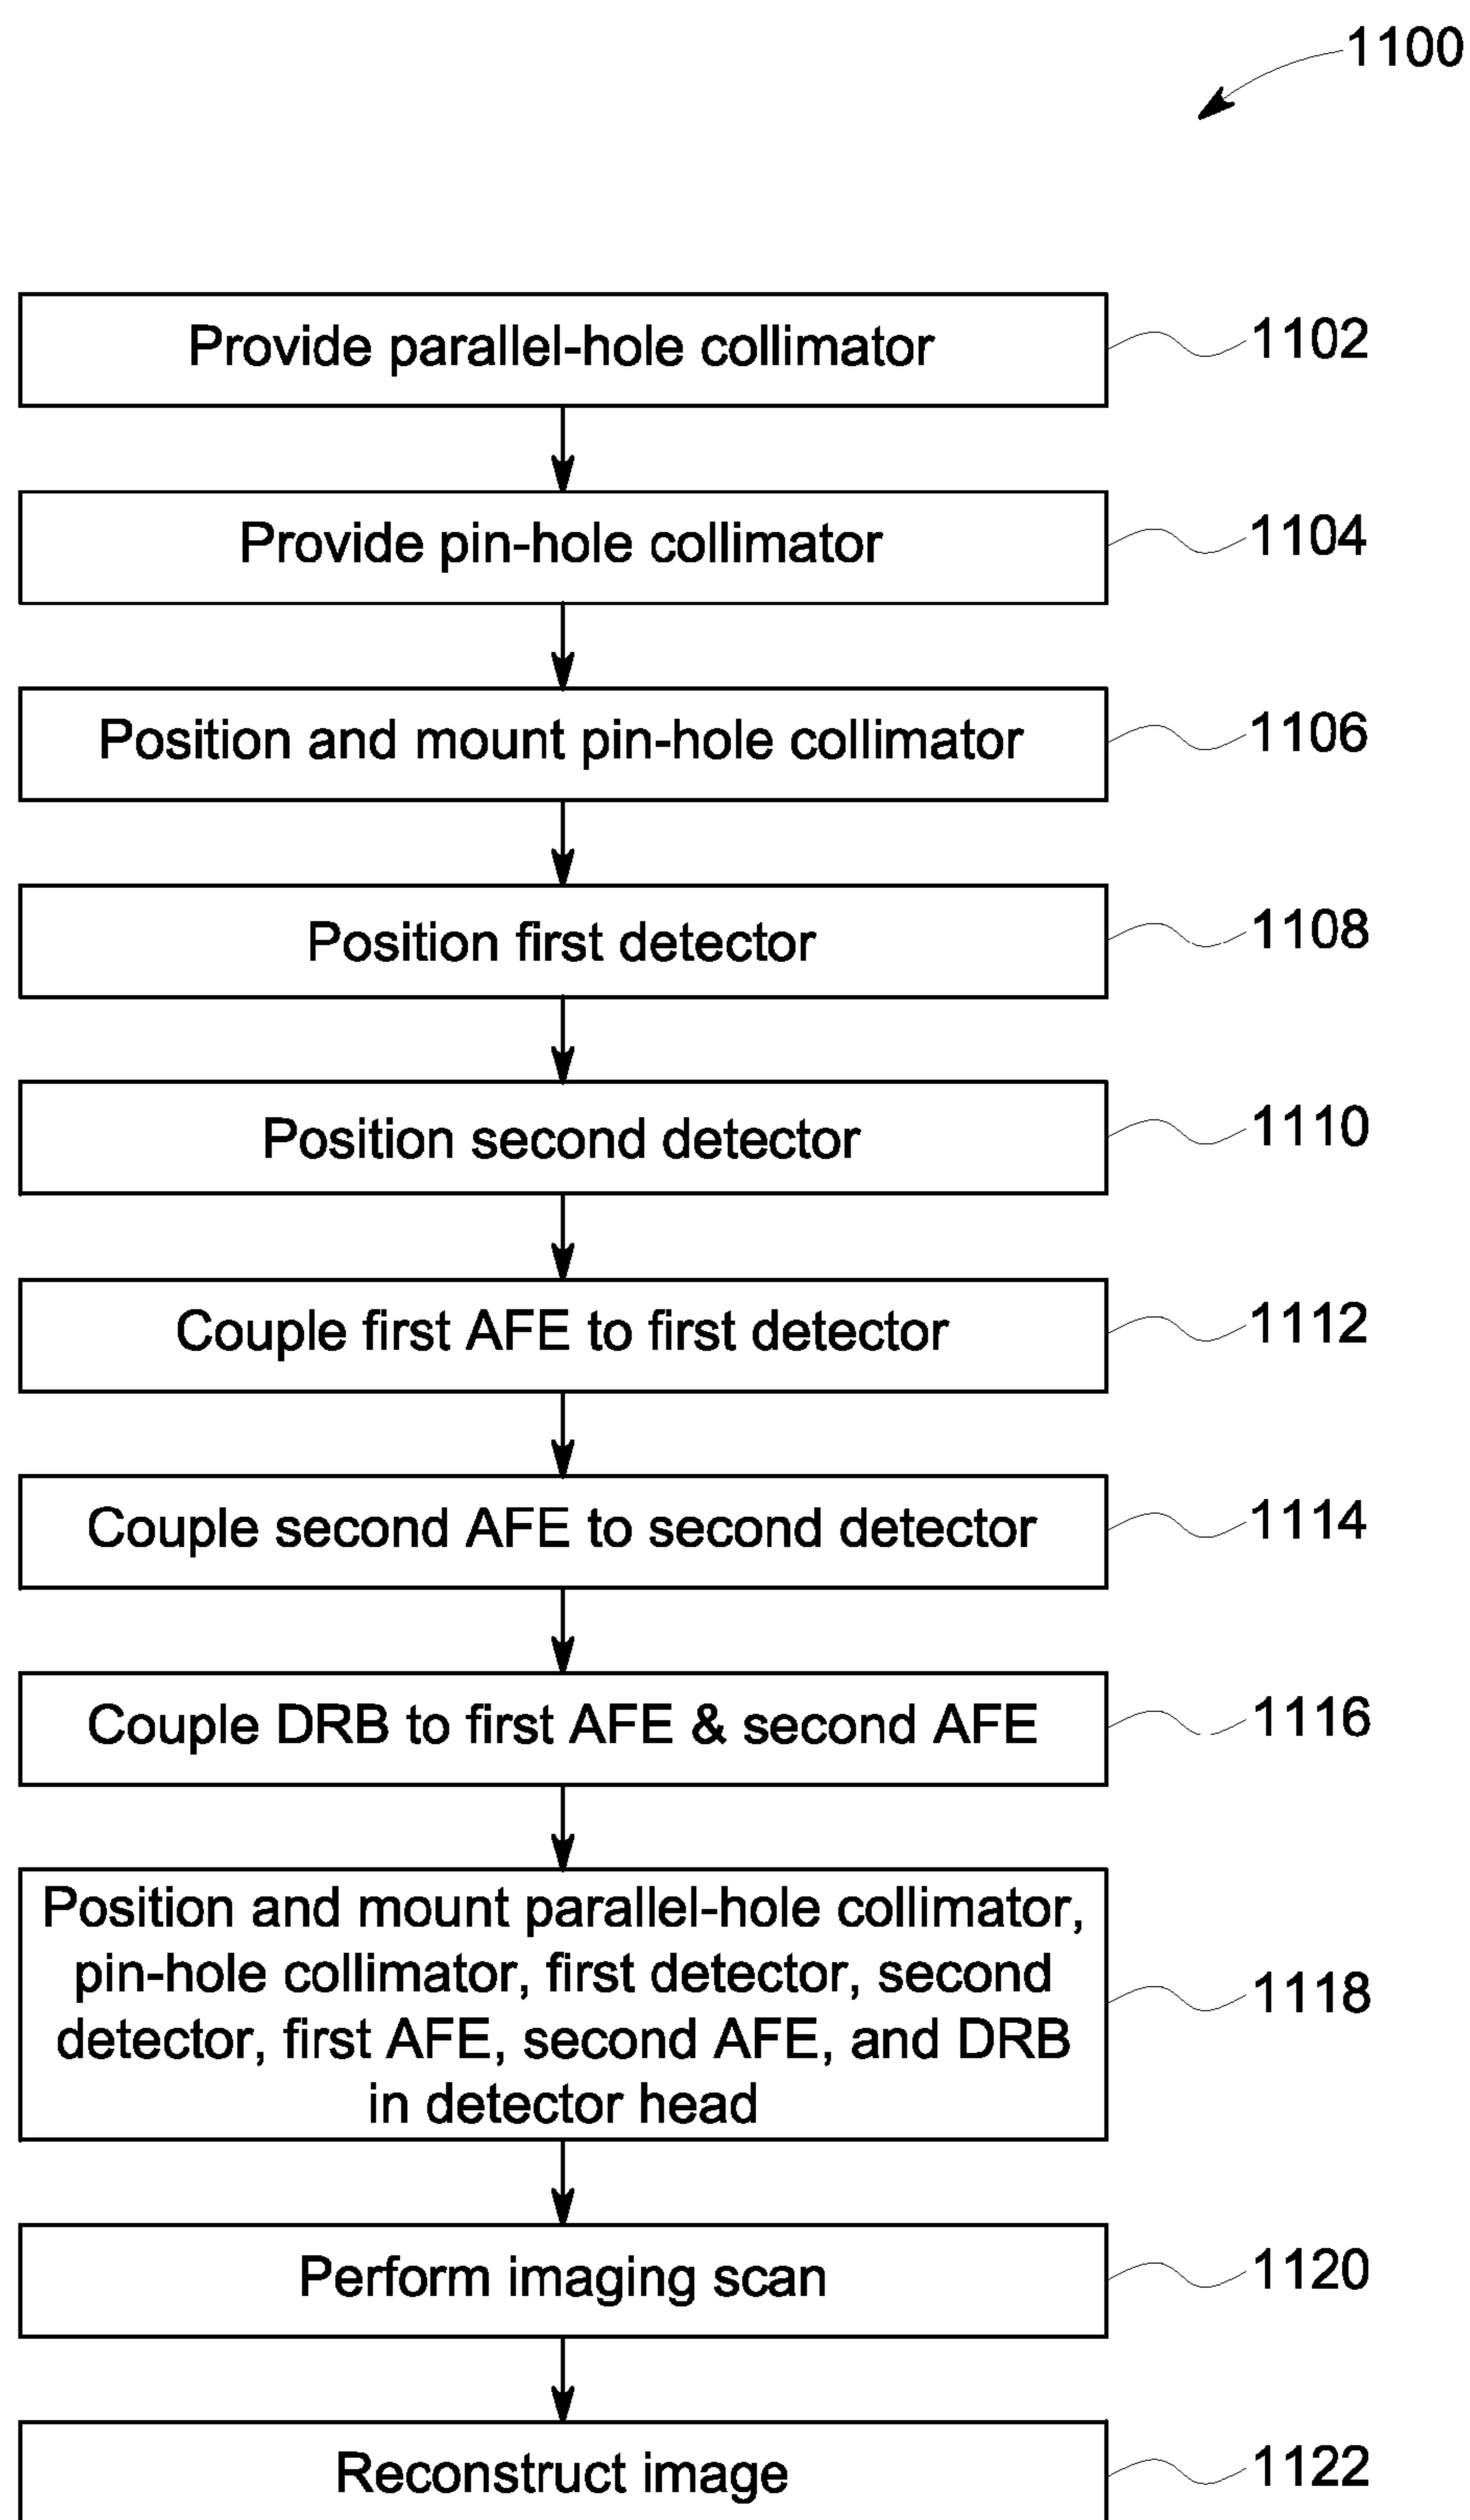 1100
Provide parallel-hole collimator
1102
Provide pin-hole collimator
1104
Position and mount pin-hole collimator
1106
Position first detector
1108
Position second detector
1110
Couple first AFE to first detector
1112
Couple second AFE to second detector
1114
Couple DRB to first AFE & second AFE
1116
Position and mount parallel-hole collimator,
pin-hole collimator, first detector, second
detector, first AFE, second AFE, and DRB
in detector head
1118
Perform imaging scan
1120
Reconstruct image
1122